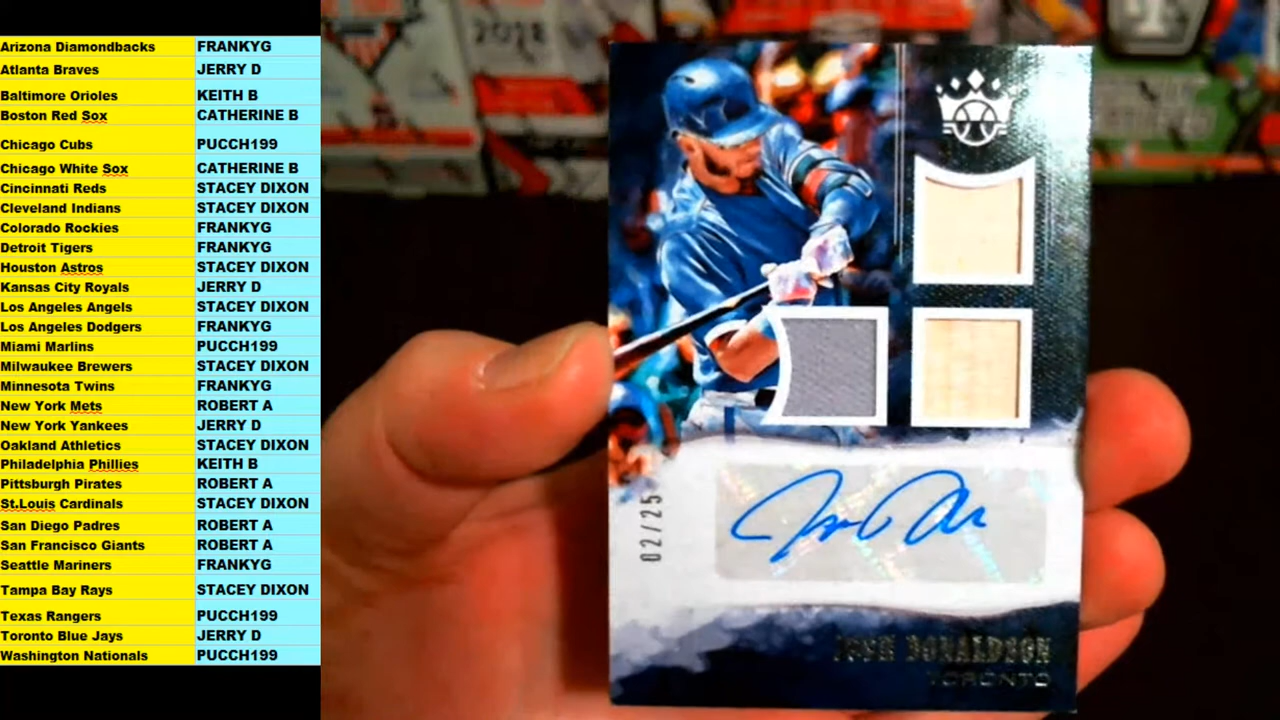 Arizona Diamondbacks FRANKYG
Atlanta Braves JERRY D
Baltimore Orioles KEITH B
Boston Red Sox CATHERINE B
Chicago Cubs PUCCH199
Chicago White Sox CATHERINE B
Cincinnati Reds STACEY DIXON
Cleveland Indians STACEY DIXON
Colorado Rockies FRANKYG
Detroit Tigers FRANKYG
Houston Astros STACEY DIXON
Kansas City Royals JERRY D
Los Angeles Angels STACEY DIXON
Los Angeles Dodgers FRANKYG
Miami Marlins PUCCH199
Milwaukee Brewers STACEY DIXON
Minnesota Twins FRANKYG
New York Mets ROBERT A
New York Yankees JERRY D
Oakland Athletics STACEY DIXON
Philadelphia Phillies KEITH B
Pittsburgh Pirates ROBERT A
St.Louis Cardinals STACEY DIXON
San Diego Padres ROBERT A
San Francisco Giants ROBERT A
Seattle Mariners FRANKYG
Tampa Bay Rays STACEY DIXON
Texas Rangers PUCCH199
Toronto Blue Jays JERRY D
Washington Nationals PUCCH199
2018
02/25
JOSH DONALDSON
TORONTO